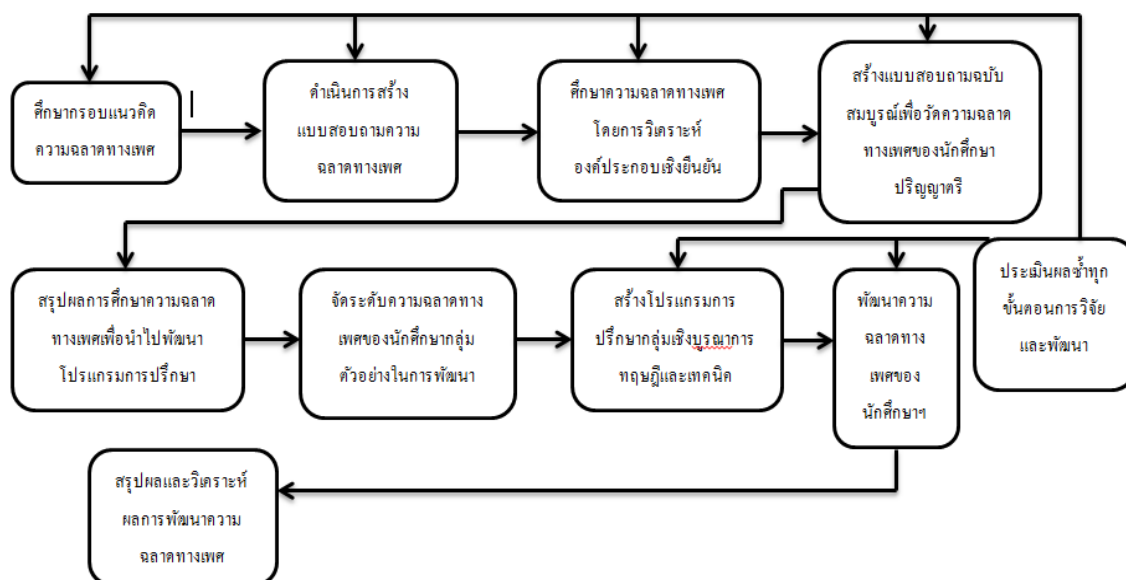 ศึกษากรอบแนวคิด
ความฉลาดทางเพศ
ดำเนินการสร้าง
แบบสอบถามความ
ฉลาดทางเพศ
ศึกษาความฉลาดทางเพศ
โดยการวิเคราะห์
องค์ประกอบเชิงยืนยัน
สร้างแบบสอบถามฉบับ
สมบูรณ์เพื่อวัดความฉลาด
ทางเพศของนักศึกษา
ปริญญาตรี
สรุปผลการศึกษาความฉลาด
ทางเพศเพื่อนำไปพัฒนา
โปรแกรมการปรึกษา
จัดระดับความฉลาดทาง
เพศของนักศึกษากลุ่ม
ตัวอย่างในการพัฒนา
สร้างโปรแกรมการ
ปรึกษากลุ่มเชิงบูรณาการ
ทฤษฎีและเทคนิค
พัฒนาความ
ฉลาดทาง
เพศของ
นักศึกษาฯ
ประเมินผลซ้ำทุก
ขั้นตอนการวิจัย
และพัฒนา
สรุปผลและวิเคราะห์
ผลการพัฒนาความ
ฉลาดทางเพศ